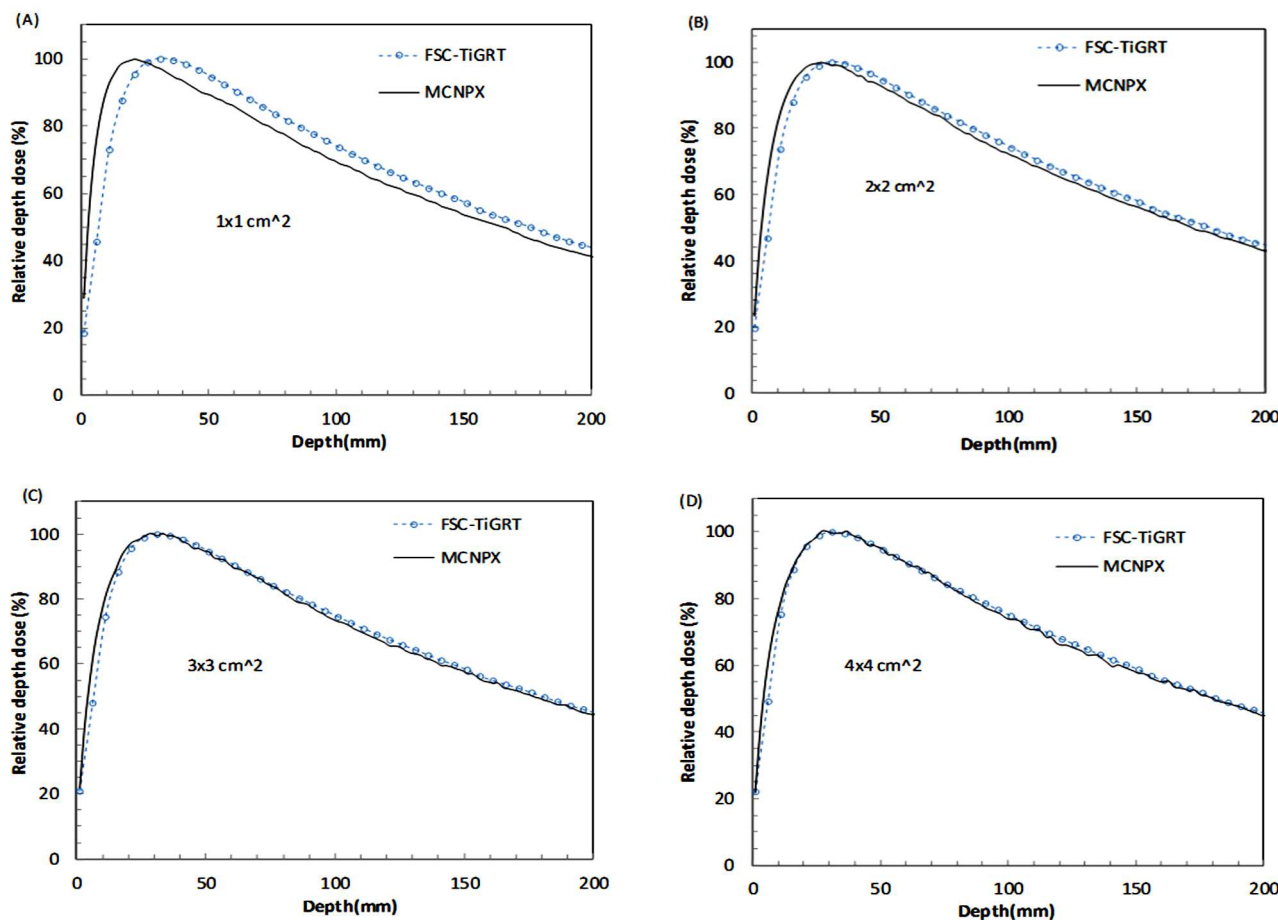 (A)
Relative depth dose (%)
120
100
80
60
40
20
0
FSC-TiGRT
MCNPX
1x1 cm^2
0 50 100 150 200
Depth(mm)
(B)
Relative depth dose (%)
120
100
80
60
40
20
0
FSC-TiGRT
MCNPX
2x2 cm^2
0 50 100 150 200
Depth(mm)
(C)
Relative depth dose (%)
100
80
60
40
20
0
FSC-TiGRT
MCNPX
3x3 cm^2
0 50 100 150 200
Depth(mm)
(D)
Relative depth dose (%)
100
80
60
40
20
0
FSC-TiGRT
MCNPX
4x4 cm^2
0 50 100 150 200
Depth(mm)